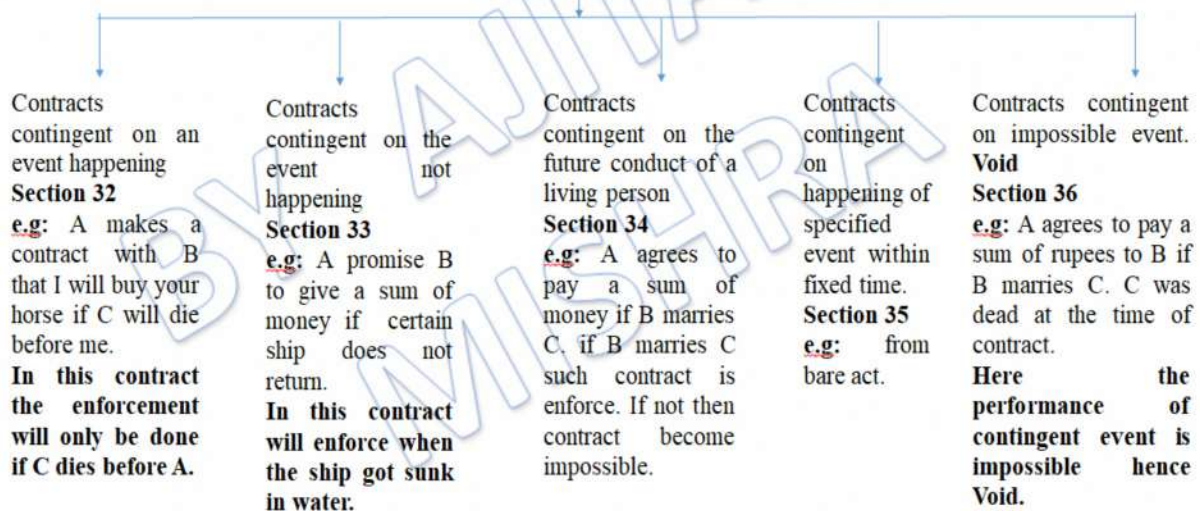 Contracts
contingent on an
event happening
Section 32
e.g: A makes a
contract with B
that I will buy your
horse if C will die
before me.
In this contract
the enforcement
will only be done
if C dies before A.
Contracts
contingent on the
event not
happening
Section 33
e.g: A promise B
to give a sum of
money if certain
ship does not
return.
In this contract
will enforce when
the ship got sunk
in water.
Contracts
contingent on the
future conduct of a
living person
Section 34
e.g: A agrees to
pay a sum of
money if B marries
C. if B marries C
such contract is
enforce. If not then
contract become
impossible.
Contracts
contingent
on
happening of
specified
event within
fixed time.
Section 35
e.g: from
bare act.
Contracts contingent
on impossible event.
Void
Section 36
e.g: A agrees to pay a
sum of rupees to B if
B marries C. C was
dead at the time of
contract.
Here the
performance of
contingent event is
impossible hence
Void.
BY
MISHRA